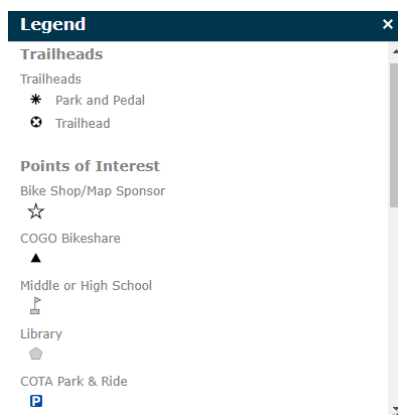 Legend ×
Trailheads
Trailheads
Park and Pedal
Trailhead
Points of Interest
Bike Shop/Map Sponsor
COGO Bikeshare
Middle or High School
Library
COTA Park & Ride
P